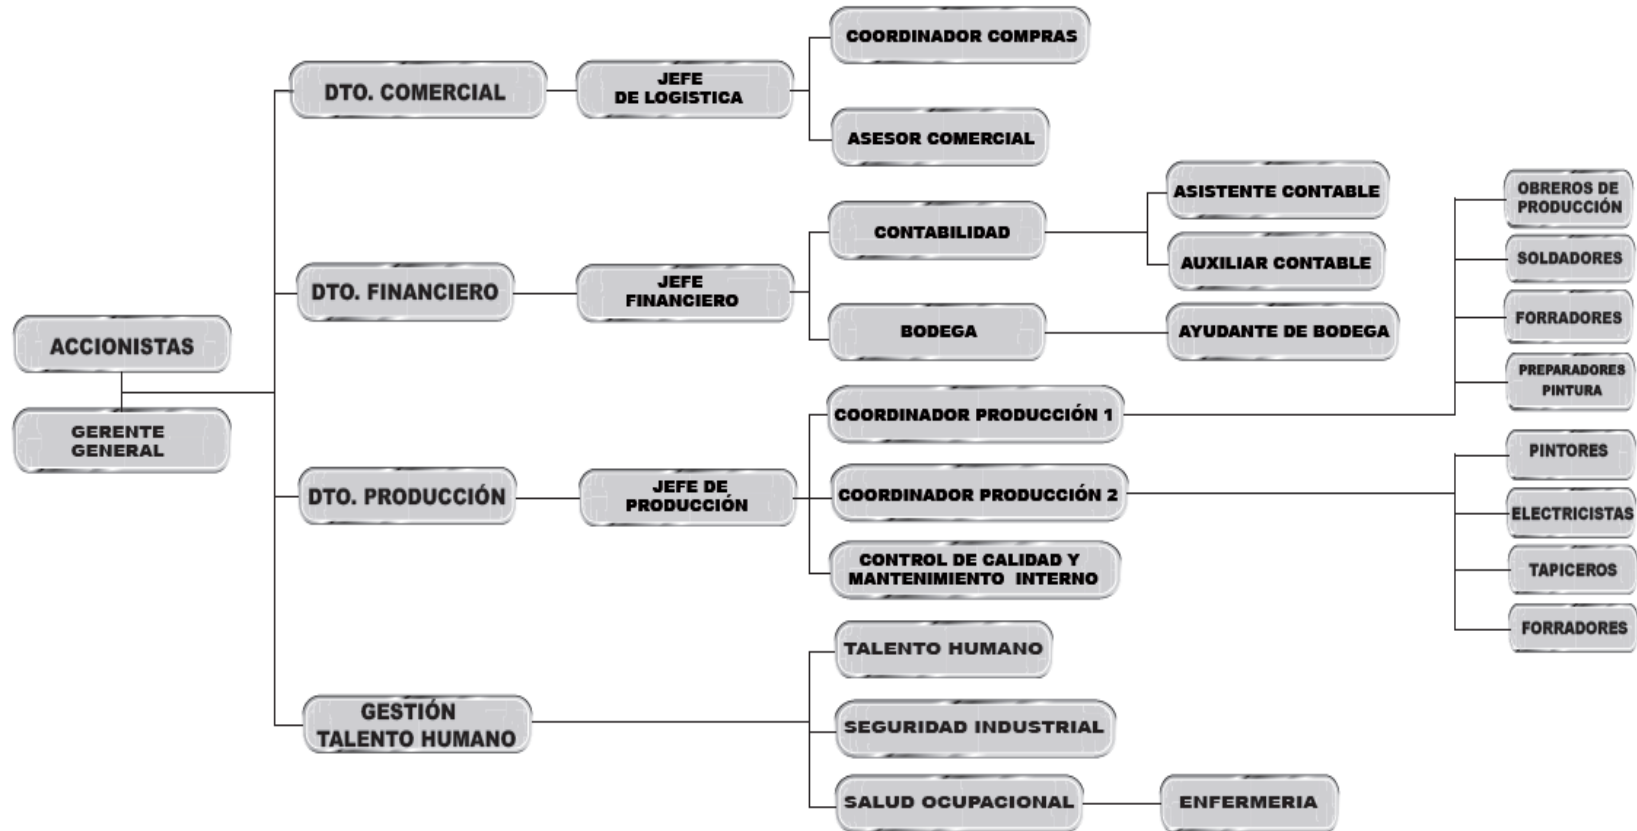 ACCIONISTAS
GERENTE
GENERAL
DTO. COMERCIAL
JEFE
DE LOGISTICA
COORDINADOR COMPRAS
ASESOR COMERCIAL
DTO. FINANCIERO
JEFE
FINANCIERO
CONTABILIDAD
ASISTENTE CONTABLE
AUXILIAR CONTABLE
BODEGA
AYUDANTE DE BODEGA
DTO. PRODUCCIÓN
JEFE DE
PRODUCCIÓN
COORDINADOR PRODUCCIÓN 1
OBREROS DE
PRODUCCIÓN
SOLDADORES
FORRADORES
PREPARADORES
PINTURA
COORDINADOR PRODUCCIÓN 2
PINTORES
ELECTRICISTAS
TAPICEROS
FORRADORES
CONTROL DE CALIDAD Y
MANTENIMIENTO INTERNO
GESTIÓN
TALENTO HUMANO
TALENTO HUMANO
SEGURIDAD INDUSTRIAL
SALUD OCUPACIONAL
ENFERMERIA